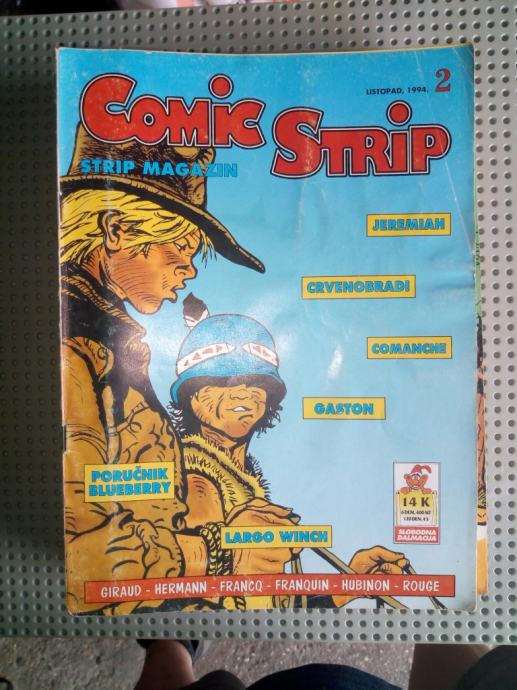 LISTOPAD, 1994. 2
COMIC STRIP
STRIP MAGAZIN
JEREMIAH
CRVENOBRADI
COMANCHE
GASTON
PORUČNIK
BLUEBERRY
LARGO WINCH
14 K
SLOBODNA
DALMACIJA
GIRAUD - HERMANN - FRANCQ - FRANQUIN - HUBINON - ROUGE